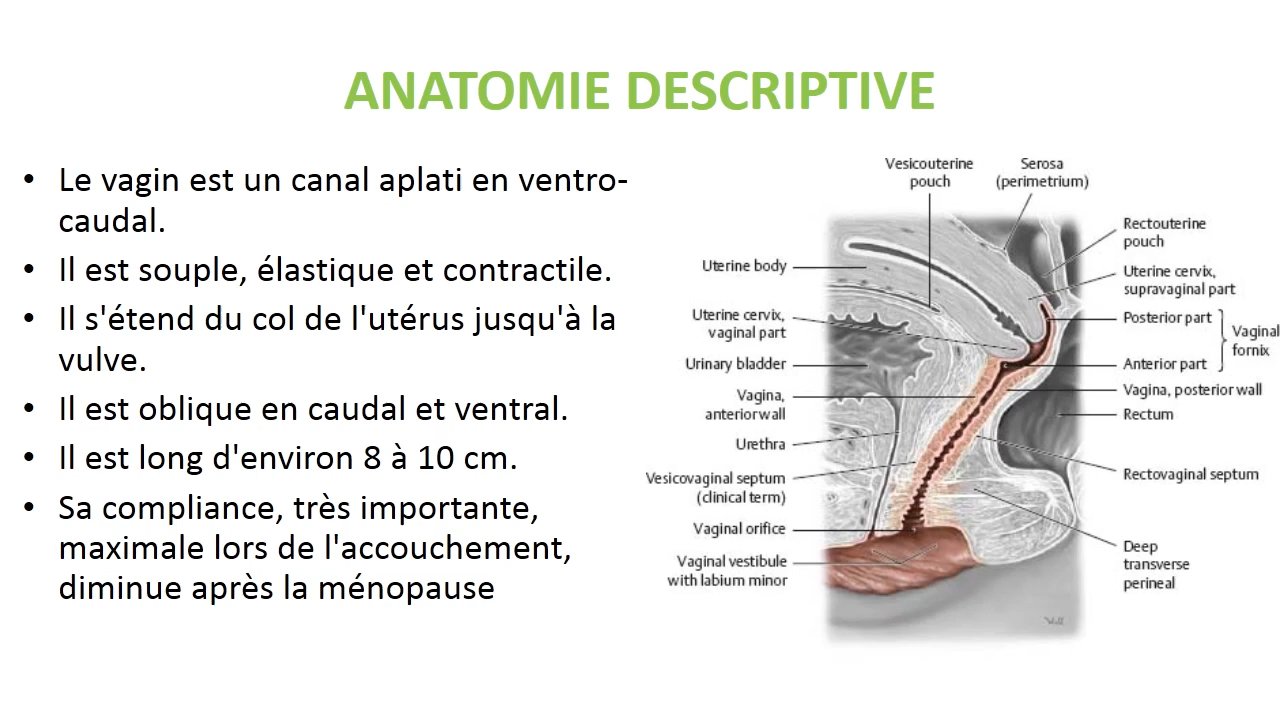 ANATOMIE DESCRIPTIVE
• Le vagin est un canal aplati en ventro-
caudal.
• Il est souple, élastique et contractile.
• Il s'étend du col de l'utérus jusqu'à la
vulve.
• Il est oblique en caudal et ventral.
• Il est long d'environ 8 à 10 cm.
• Sa compliance, très importante,
maximale lors de l'accouchement,
diminue après la ménopause
Vesicouterine
pouch
Serosa
(perimetrium)
Uterine body
Uterine cervix,
vaginal part
Urinary bladder
Vagina,
anterior wall
Urethra
Vesicovaginal septum
(clinical term)
Vaginal orifice
Vaginal vestibule
with labium minor
Rectouterine
pouch
Uterine cervix,
supravaginal part
Posterior part
Anterior part
Vaginal
fornix
Vagina, posterior wall
Rectum
Rectovaginal septum
Deep
transverse
perineal